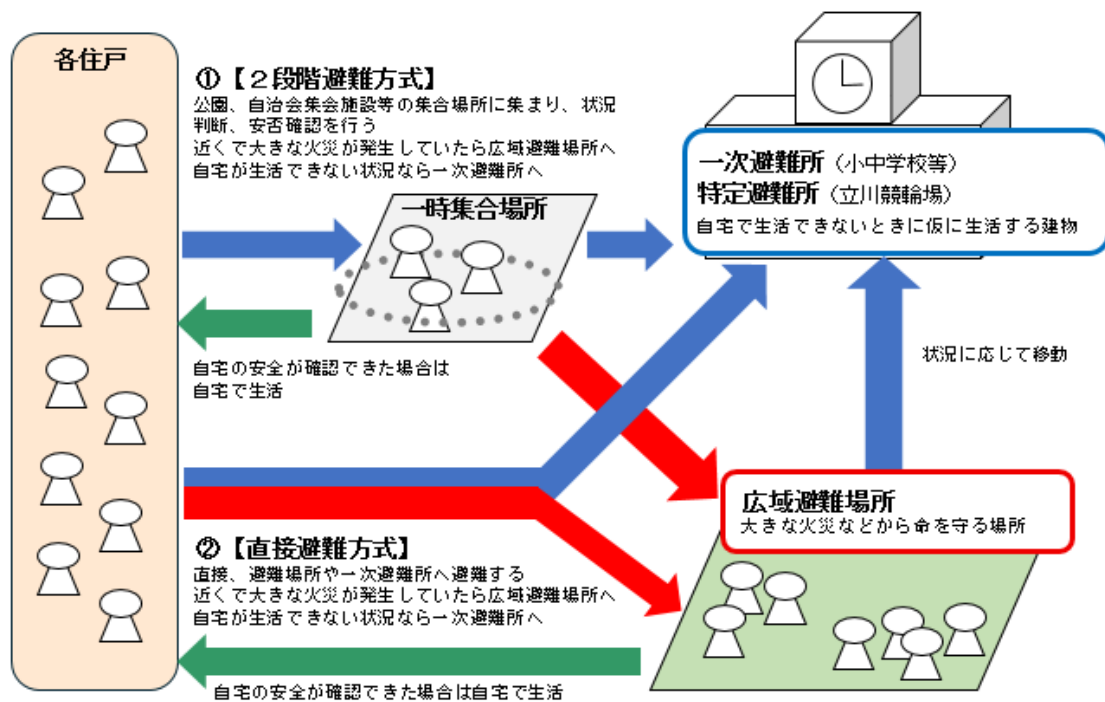 各住戸
①【２段階避難方式】
公園、自治会集会施設等の集合場所に集まり、状況
判断、安否確認を行う
近くで大きな火災が発生していたら広域避難場所へ
自宅が生活できない状況なら一次避難所へ
一時集合場所
自宅の安全が確認できた場合は
自宅で生活
一次避難所（小中学校等）
特定避難所（立川競輪場）
自宅で生活できないときに仮に生活する建物
状況に応じて移動
広域避難場所
大きな火災などから命を守る場所
②【直接避難方式】
直接、避難場所や一次避難所へ避難する
近くで大きな火災が発生していたら広域避難場所へ
自宅が生活できない状況なら一次避難所へ
自宅の安全が確認できた場合は自宅で生活